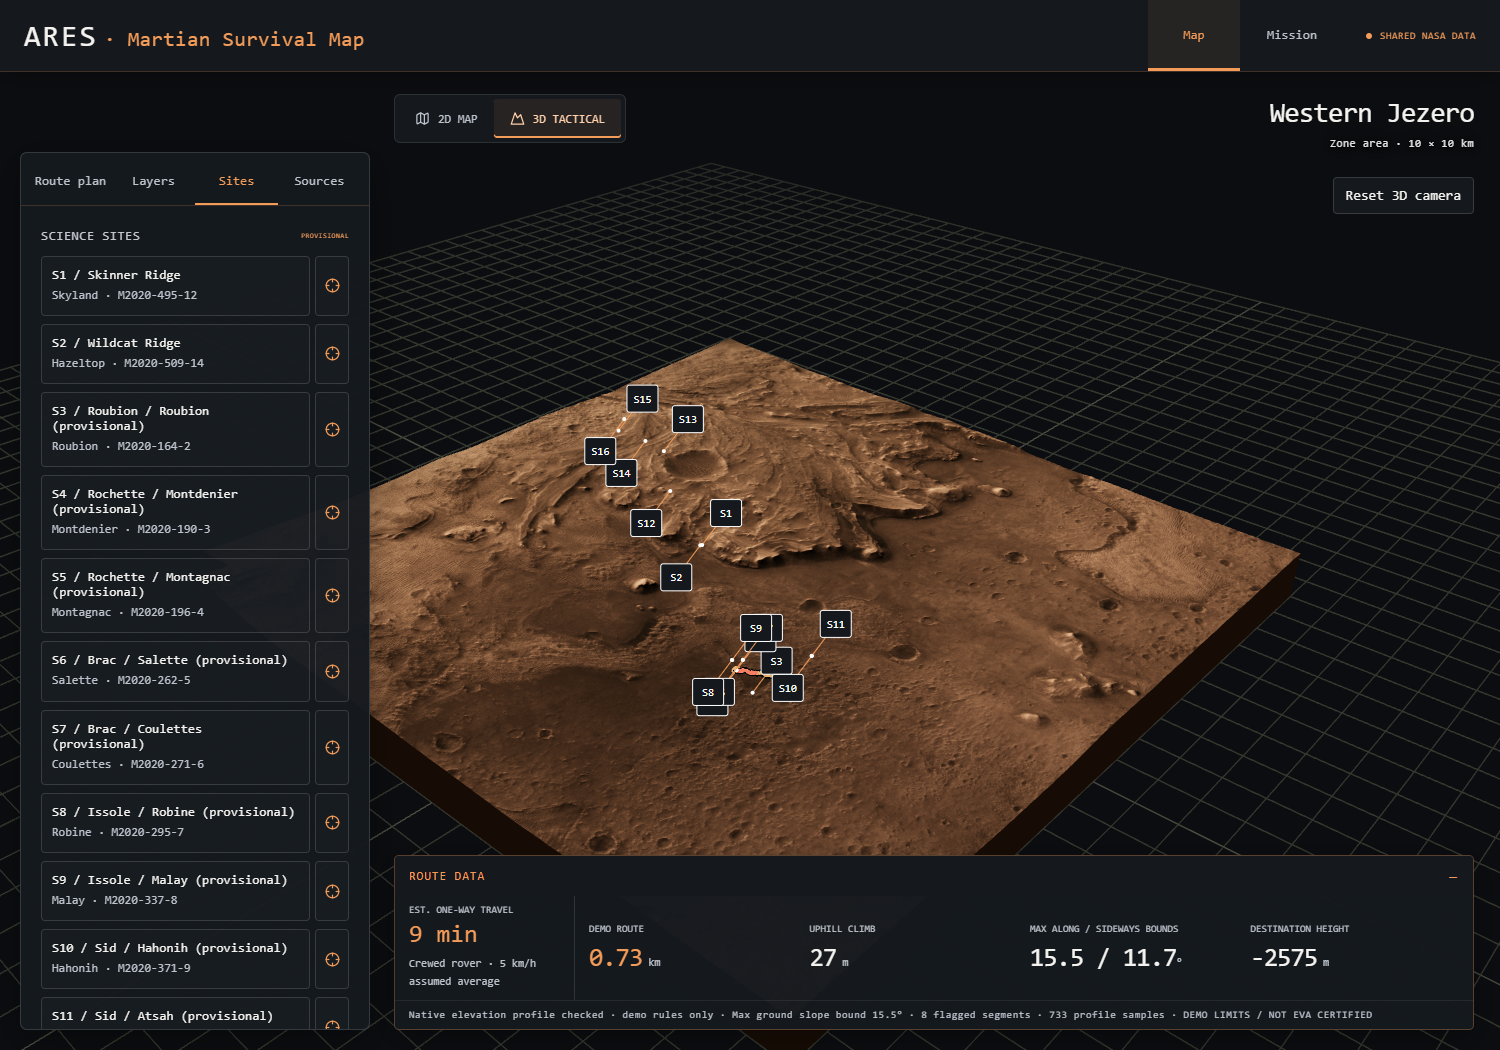 ARES · Martian Survival Map
Map
Mission
SHARED NASA DATA
2D MAP
3D TACTICAL
Western Jezero
Zone area · 10 × 10 km
Reset 3D camera
Route plan
Layers
Sites
Sources
SCIENCE SITES
PROVISIONAL
S1 / Skinner Ridge
Skyland · M2020-495-12
S2 / Wildcat Ridge
Hazeltop · M2020-509-14
S3 / Roubion / Roubion
(provisional)
Roubion · M2020-164-2
S4 / Rochette / Montdenier
(provisional)
Montdenier · M2020-190-3
S5 / Rochette / Montagnac
(provisional)
Montagnac · M2020-196-4
S6 / Brac / Salette (provisional)
Salette · M2020-262-5
S7 / Brac / Coulettes
(provisional)
Coulettes · M2020-271-6
S8 / Issole / Robine (provisional)
Robine · M2020-295-7
S9 / Issole / Malay (provisional)
Malay · M2020-337-8
S10 / Sid / Hahonih (provisional)
Hahonih · M2020-371-9
S11 / Sid / Atsah (provisional)
S15
S13
S16
S14
S12
S1
S2
S9
S11
S3
S8
S10
ROUTE DATA
EST. ONE-WAY TRAVEL
9 min
Crewed rover · 5 km/h
assumed average
DEMO ROUTE
0.73 km
UPHILL CLIMB
27 m
MAX ALONG / SIDEWAYS BOUNDS
15.5 / 11.7°
DESTINATION HEIGHT
-2575 m
Native elevation profile checked · demo rules only · Max ground slope bound 15.5° · 8 flagged segments · 733 profile samples · DEMO LIMITS / NOT EVA CERTIFIED